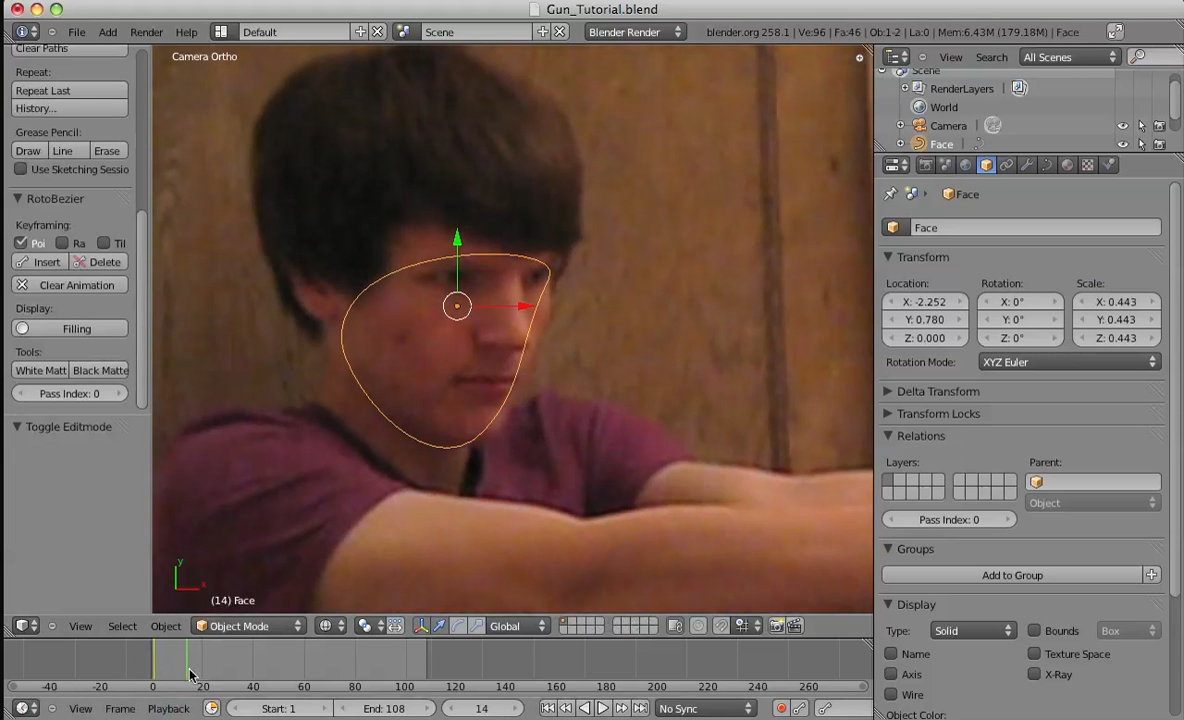 Gun_Tutorial.blend
File Add Render Help Default Scene Blender Render blender.org 258.1 | Ve:96 | Fa:46 | Ob:1-2 | La:0 | Mem:6.43M (179.18M) | Face
Clear Paths
Repeat:
Repeat Last
History...
Grease Pencil:
Draw Line Erase
Use Sketching Sessio
RotoBezier
Keyframing:
Poi Ra Til
Insert Delete
Clear Animation
Display:
Filling
Tools:
White Matt Black Matte
Pass Index: 0
Toggle Editmode
Camera Ortho
y
x
(14) Face
View Select Object Object Mode Global
-40 -20 0 20 40 60 80 100 120 140 160 180 200 220 240 260
View Frame Playback Start: 1 End: 108 14 No Sync
View Search All Scenes
Scene
RenderLayers
World
Camera
Face
Face
Face
Transform
Location: Rotation: Scale:
X: -2.252 X: 0° X: 0.443
Y: 0.780 Y: 0° Y: 0.443
Z: 0.000 Z: 0° Z: 0.443
Rotation Mode: XYZ Euler
Delta Transform
Transform Locks
Relations
Layers: Parent:
Object
Pass Index: 0
Groups
Add to Group
Display
Type: Solid Bounds Box
Name Texture Space
Axis X-Ray
Wire
Object Color: